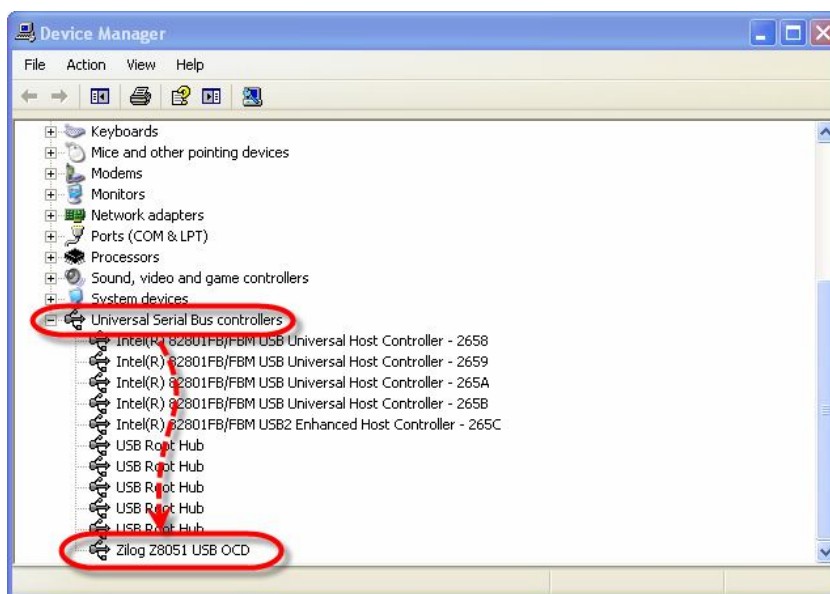 Device Manager
File Action View Help
Keyboards
Mice and other pointing devices
Modems
Monitors
Network adapters
Ports (COM & LPT)
Processors
Sound, video and game controllers
System devices
Universal Serial Bus controllers
Intel(R) 82801FB/FBM USB Universal Host Controller - 2658
Intel(R) 82801FB/FBM USB Universal Host Controller - 2659
Intel(R) 82801FB/FBM USB Universal Host Controller - 265A
Intel(R) 82801FB/FBM USB Universal Host Controller - 265B
Intel(R) 82801FB/FBM USB2 Enhanced Host Controller - 265C
USB Root Hub
USB Root Hub
USB Root Hub
USB Root Hub
USB Root Hub
Zilog Z8051 USB OCD